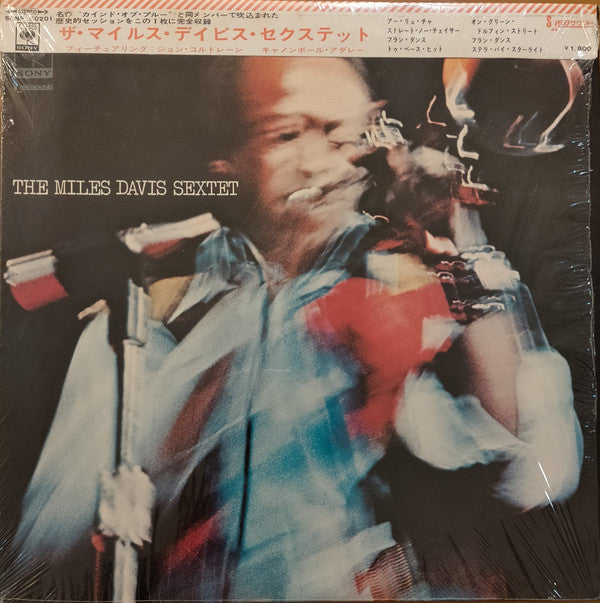 STEREO
SONP 50201
SONY
名作“カインド・オブ・ブルー”と同メンバーで吹込まれた
歴史的セッションをこの1枚に完全収録
ザ・マイルス・デイビス・セクステット
フィーチュアリング ジョン・コルトレーン キャノンボール・アダレー
アー・リュ・チャ
ストレート・ノー・チェイサー
フラン・ダンス
トゥ・ベース・ヒット
オン・グリーン・
ドルフィン・ストリート
フラン・ダンス
ステラ・バイ・スターライト
¥1,800
SONY
THE MILES DAVIS SEXTET